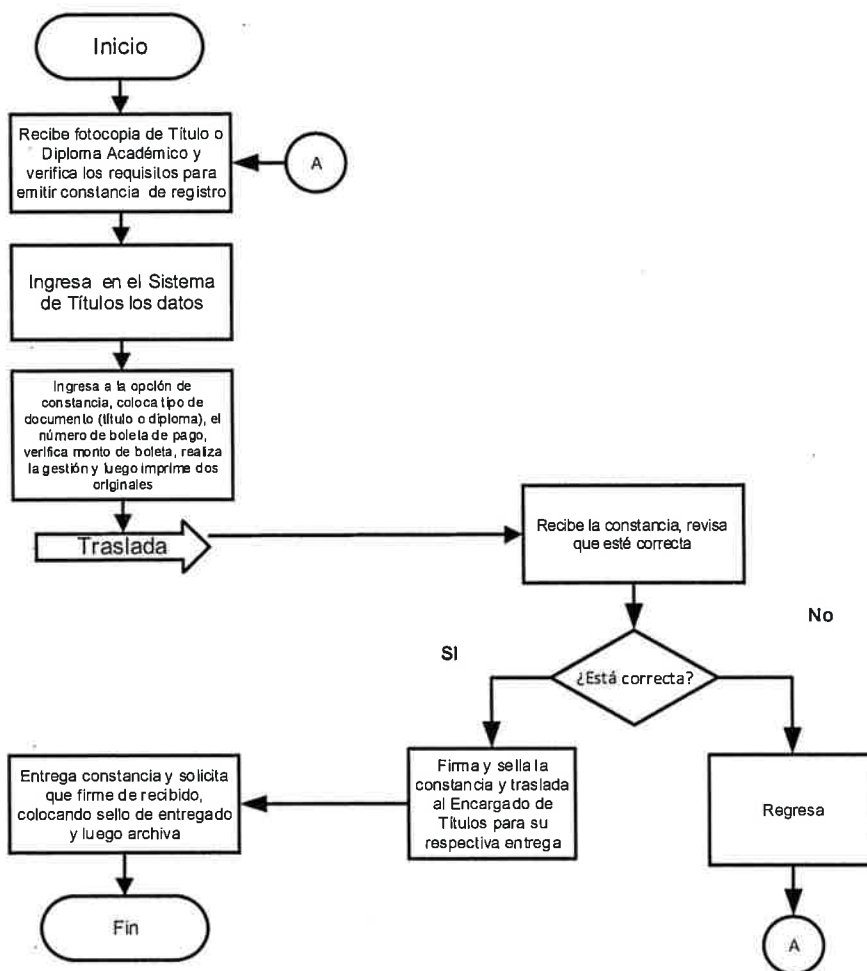 Inicio
Recibe fotocopia de Título o
Diploma Académico y
verifica los requisitos para
emitir constancia de registro
A
Ingresa en el Sistema
de Títulos los datos
Ingresa a la opción de
constancia, coloca tipo de
documento (título o diploma), el
número de boleta de pago,
verifica monto de boleta, realiza
la gestión y luego imprime dos
originales
Traslada
Recibe la constancia, revisa
que esté correcta
No
SI
¿Está correcta?
Entrega constancia y solicita
que firme de recibido,
colocando sello de entregado
y luego archiva
Firma y sella la
constancia y traslada
al Encargado de
Títulos para su
respectiva entrega
Regresa
Fin
A